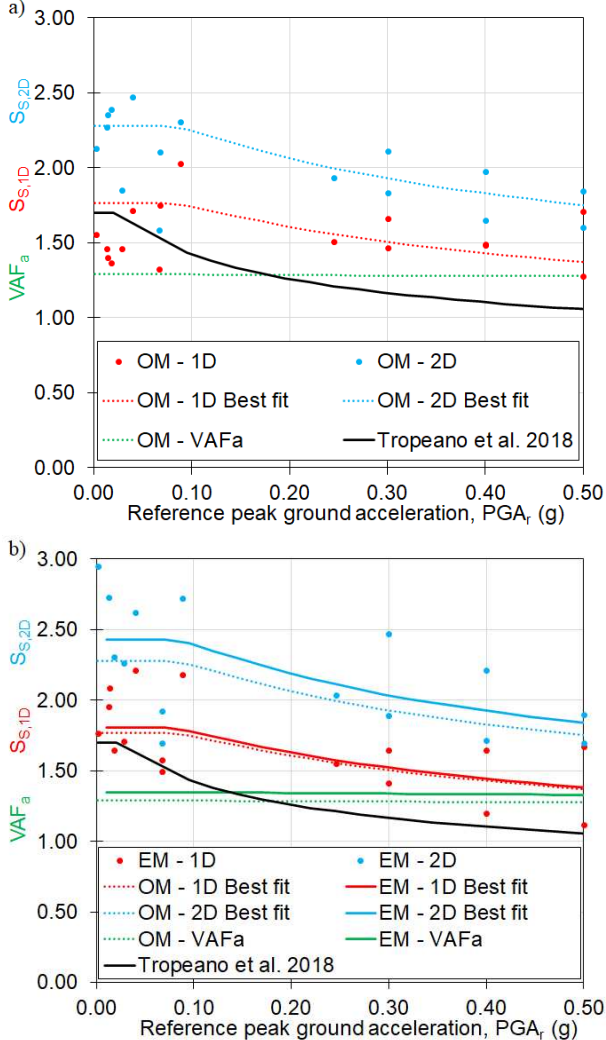 a)
3.00
2.50
2.00
1.50
1.00
0.50
0.00
VAFₐ S_S,1D S_S,2D
OM - 1D OM - 2D
OM - 1D Best fit OM - 2D Best fit
OM - VAFa Tropeano et al. 2018
0.00 0.10 0.20 0.30 0.40 0.50
Reference peak ground acceleration, PGAᵣ (g)
b)
3.00
2.50
2.00
1.50
1.00
0.50
0.00
VAFₐ S_S,1D S_S,2D
EM - 1D EM - 2D
OM - 1D Best fit EM - 1D Best fit
OM - 2D Best fit EM - 2D Best fit
OM - VAFa EM - VAFa
Tropeano et al. 2018
0.00 0.10 0.20 0.30 0.40 0.50
Reference peak ground acceleration, PGAᵣ (g)